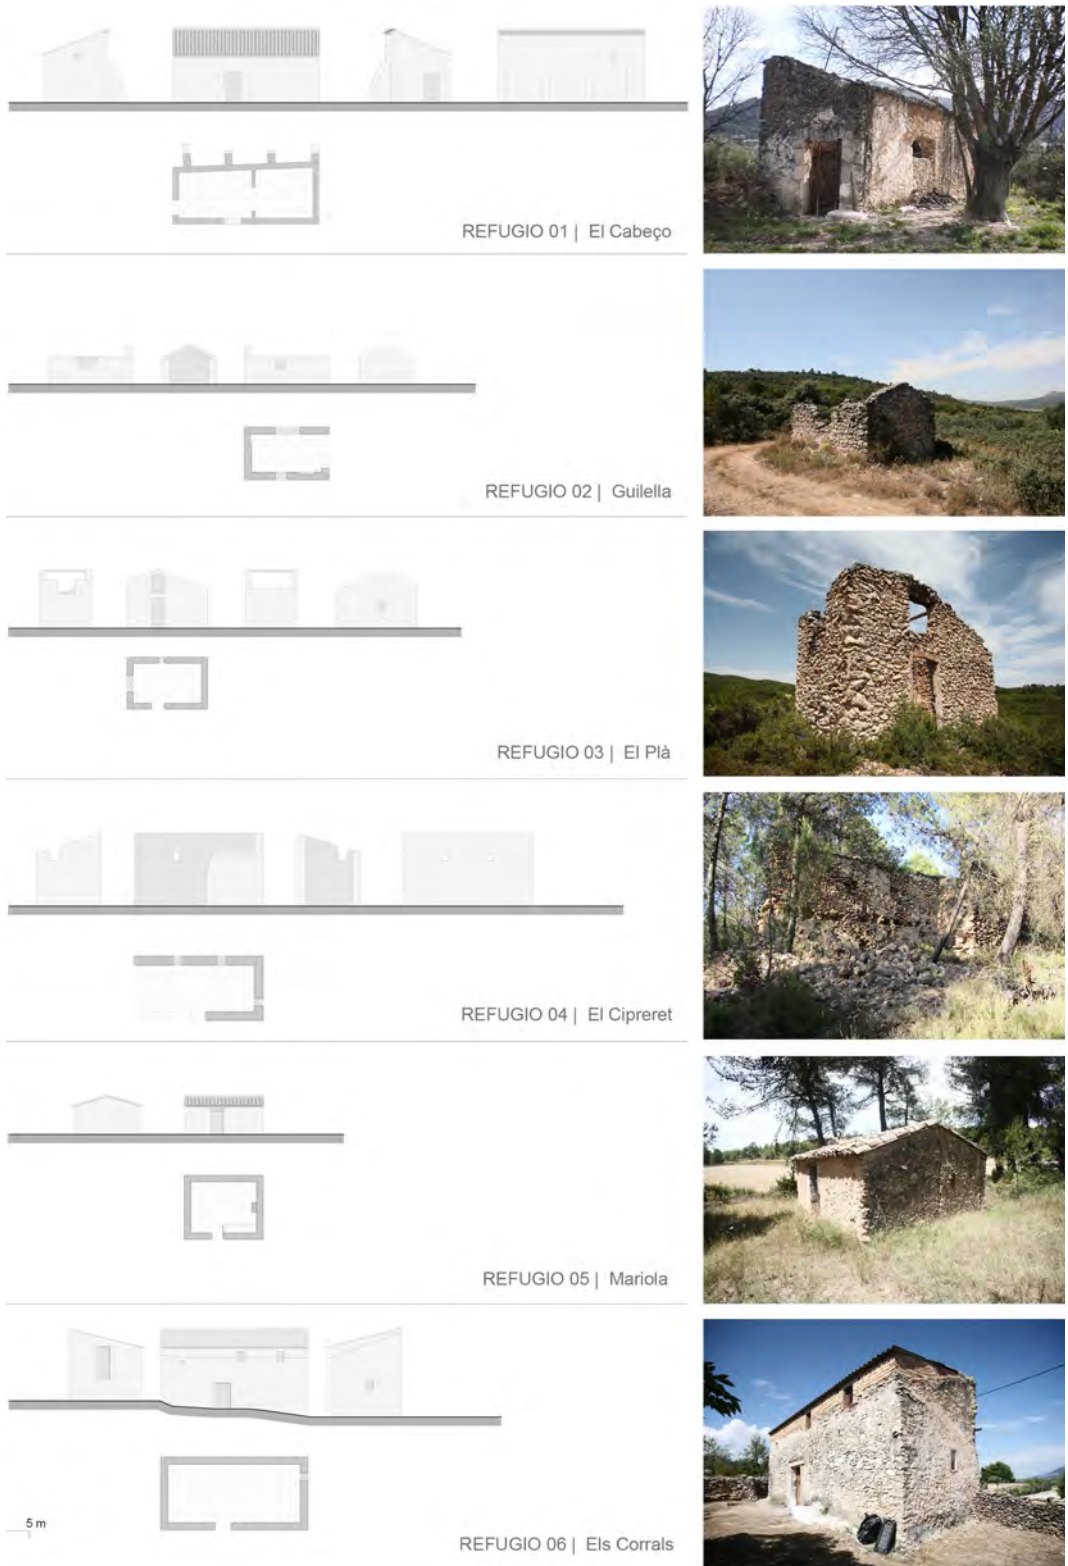 REFUGIO 01 | El Cabeço
REFUGIO 02 | Guilella
REFUGIO 03 | El Plà
REFUGIO 04 | El Cipreret
REFUGIO 05 | Mariola
5 m
REFUGIO 06 | Els Corrals